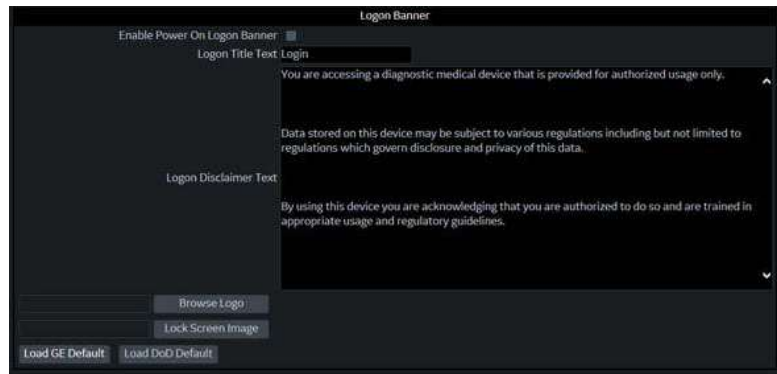 Logon Banner
Enable Power On Logon Banner
Logon Title Text Login
You are accessing a diagnostic medical device that is provided for authorized usage only.
Data stored on this device may be subject to various regulations including but not limited to
regulations which govern disclosure and privacy of this data.
Logon Disclaimer Text
By using this device you are acknowledging that you are authorized to do so and are trained in
appropriate usage and regulatory guidelines.
Browse Logo
Lock Screen Image
Load GE Default Load DoD Default